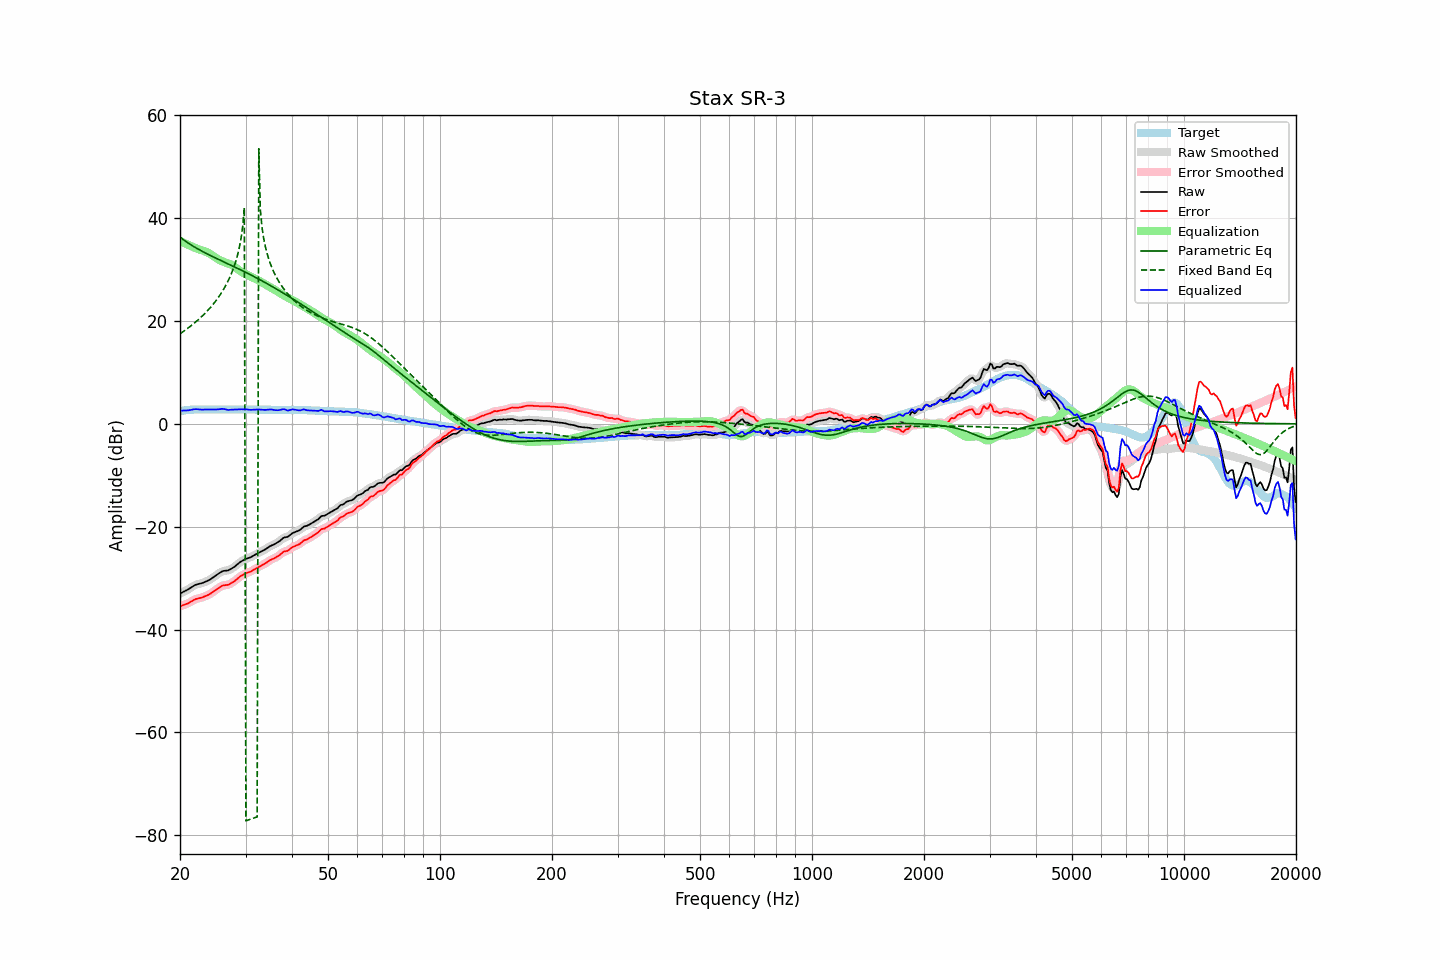 Stax SR-3
60
40
20
0
−20
−40
−60
−80
Amplitude (dBr)
20
50
100
200
500
1000
2000
5000
10000
20000
Frequency (Hz)
Target
Raw Smoothed
Error Smoothed
Raw
Error
Equalization
Parametric Eq
Fixed Band Eq
Equalized